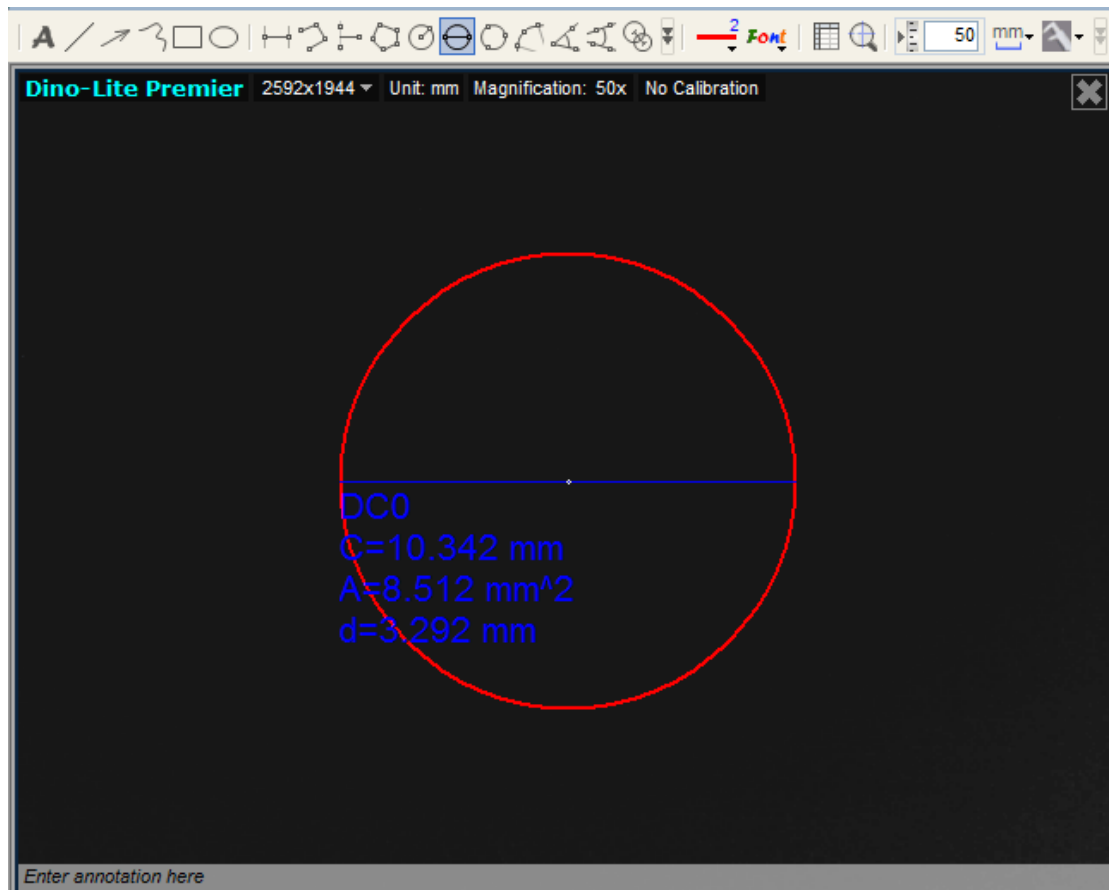 A 2 Font 50 mm
Dino-Lite Premier 2592x1944 Unit: mm Magnification: 50x No Calibration
DC0
C=10.342 mm
A=8.512 mm^2
d=3.292 mm
Enter annotation here